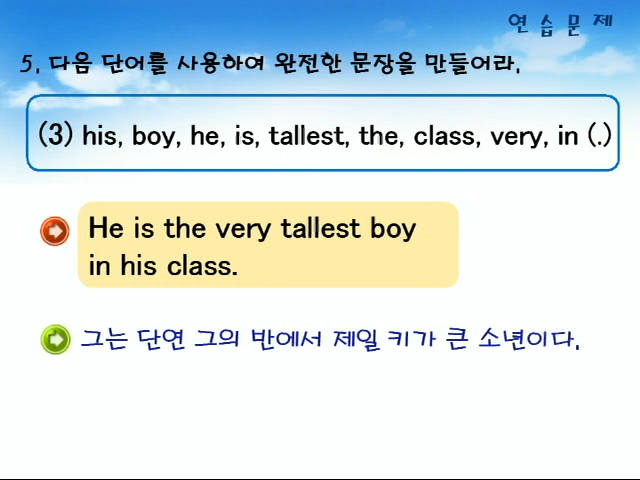 연습문제
5. 다음 단어를 사용하여 완전한 문장을 만들어라.
(3) his, boy, he, is, tallest, the, class, very, in (.)
He is the very tallest boy
in his class.
그는 단연 그의 반에서 제일 키가 큰 소년이다.